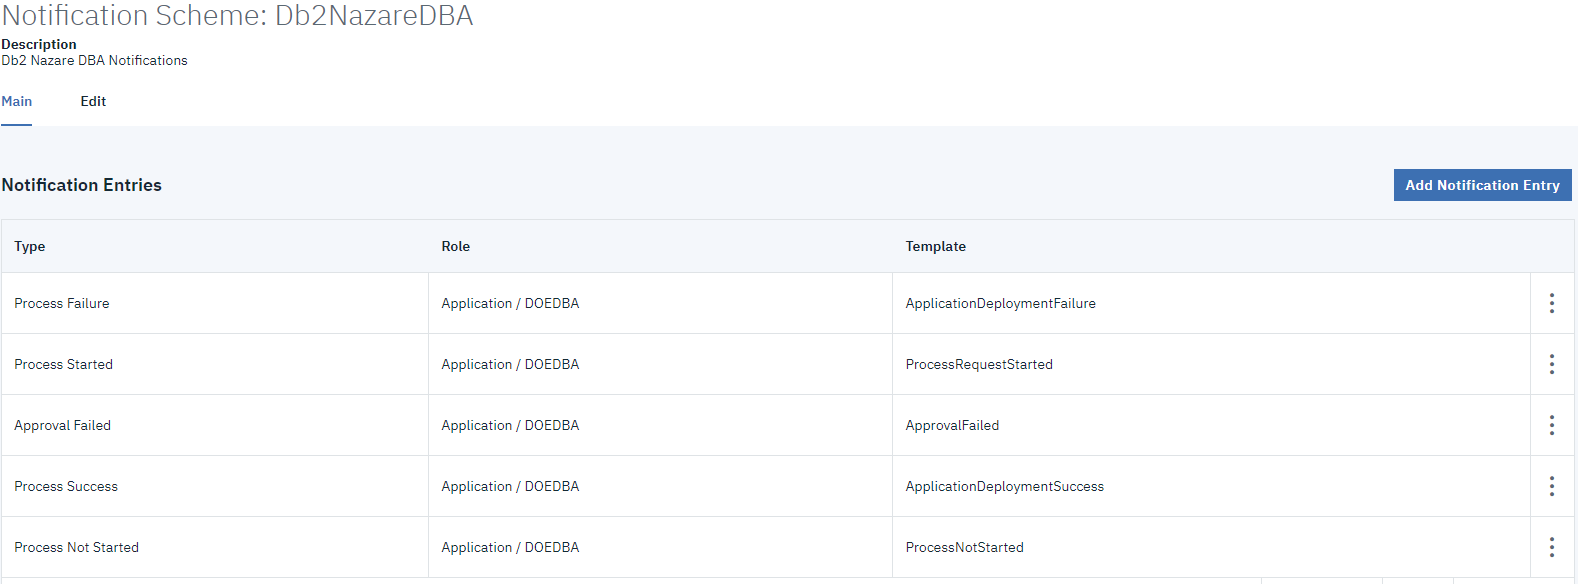 Notification Scheme: Db2NazareDBA
Description
Db2 Nazare DBA Notifications
Main Edit
Notification Entries Add Notification Entry
Type Role Template
Process Failure Application / DOEDBA ApplicationDeploymentFailure
Process Started Application / DOEDBA ProcessRequestStarted
Approval Failed Application / DOEDBA ApprovalFailed
Process Success Application / DOEDBA ApplicationDeploymentSuccess
Process Not Started Application / DOEDBA ProcessNotStarted